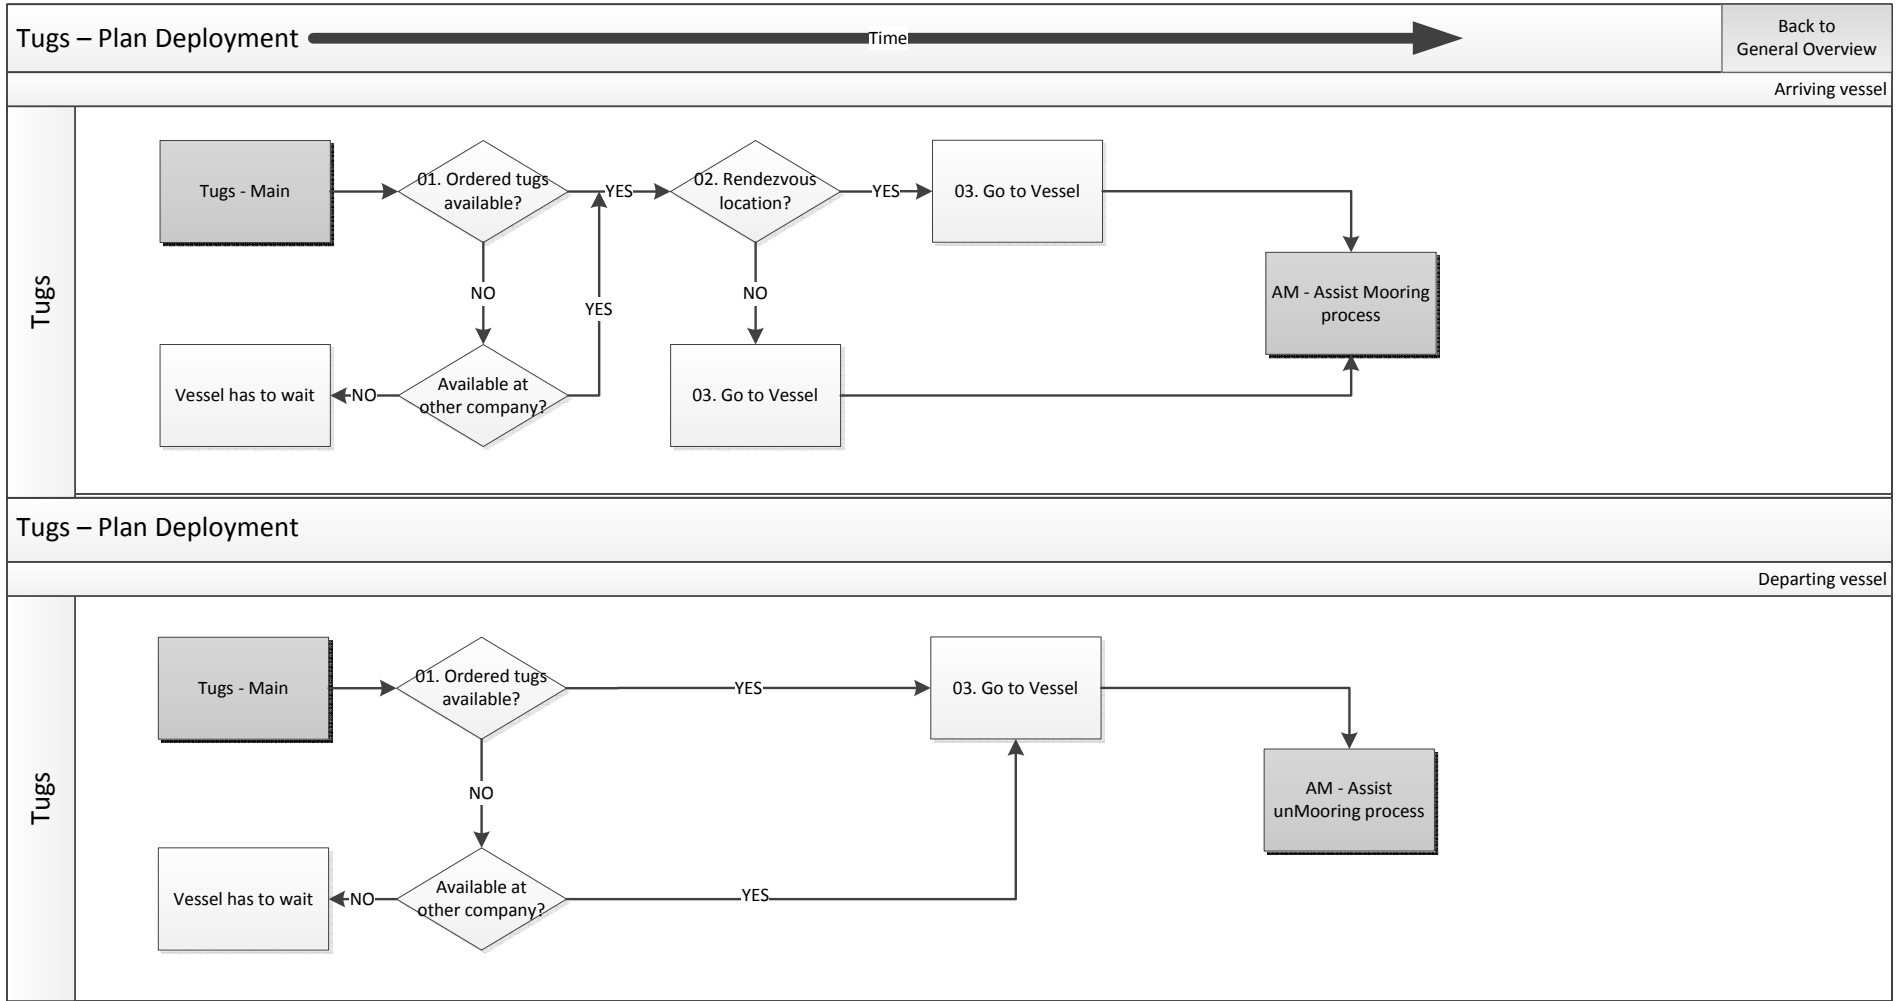 Tugs – Plan Deployment
Time
Back to
General Overview
Arriving vessel
Tugs
Tugs - Main
01. Ordered tugs
available?
YES
02. Rendezvous
location?
YES
03. Go to Vessel
NO
YES
NO
AM - Assist Mooring
process
Vessel has to wait
NO
Available at
other company?
03. Go to Vessel
Tugs – Plan Deployment
Departing vessel
Tugs
Tugs - Main
01. Ordered tugs
available?
YES
03. Go to Vessel
NO
AM - Assist
unMooring process
Vessel has to wait
NO
Available at
other company?
YES